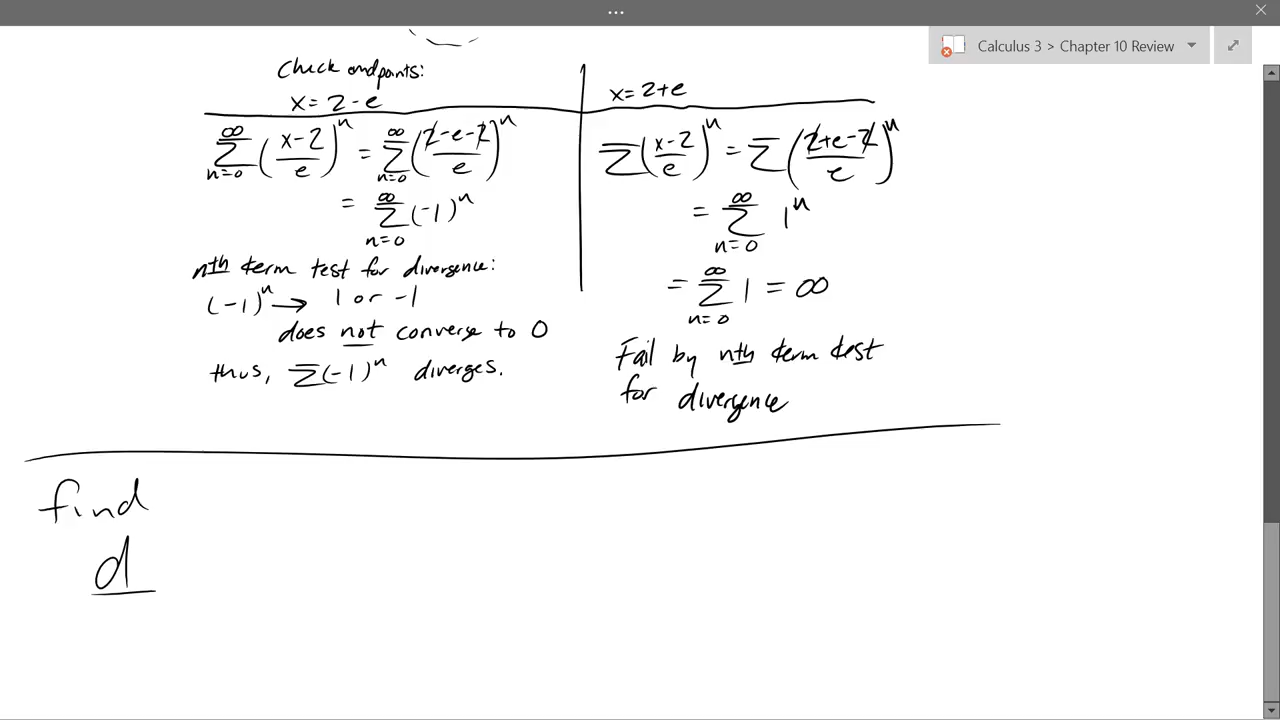 ...
Calculus 3 > Chapter 10 Review
Check endpoints:
x = 2 - e
∞∑n=0 (x-2/e)^n = ∞∑n=0 (2-e-2/e)^n
= ∞∑n=0 (-1)^n
nth term test for divergence:
(-1)^n → 1 or -1
does not converge to 0
thus, ∑(-1)^n diverges.
x = 2+e
∑(x-2/e)^n = ∑(2+e-2/e)^n
= ∞∑n=0 1^n
= ∞∑n=0 1 = ∞
Fail by nth term test
for divergence
find
d